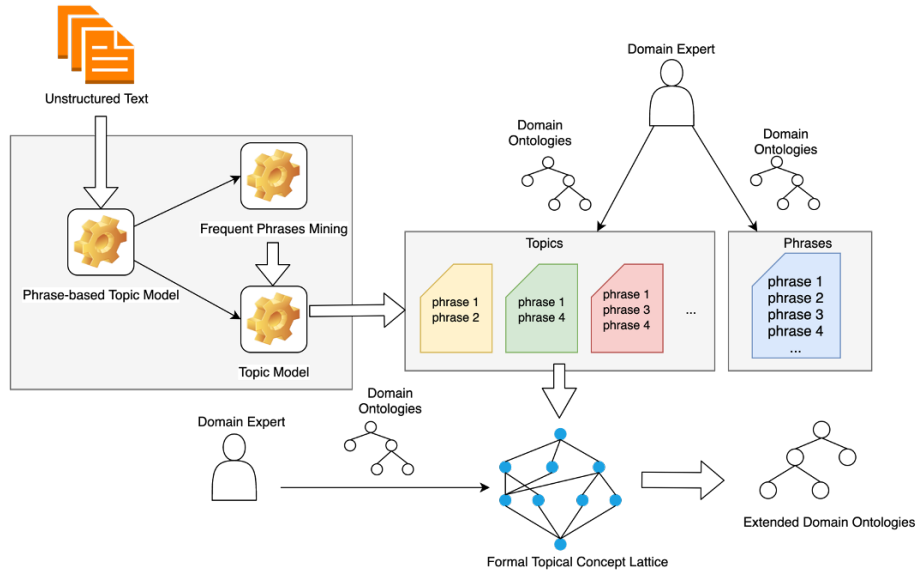 Unstructured Text
Domain Expert
Domain
Ontologies
Domain
Ontologies
Frequent Phrases Mining
Phrase-based Topic Model
Topic Model
Topics
phrase 1
phrase 2
phrase 1
phrase 4
phrase 1
phrase 3
phrase 4
...
Phrases
phrase 1
phrase 2
phrase 3
phrase 4
...
Domain Expert
Domain
Ontologies
Formal Topical Concept Lattice
Extended Domain Ontologies